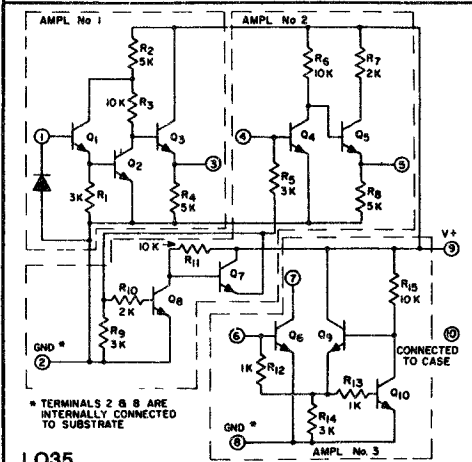 AMPL No 1
AMPL No 2
R2
5K
10K
R3
Q1
Q2
Q3
1
3
3K
R1
R4
5K
R6
10K
R7
2K
4
Q4
Q5
5
R5
3K
R8
5K
10K
R11
Q7
Q8
R10
2K
R9
3K
GND *
2
V+
9
7
R15
10K
6
Q6
Q9
10
CONNECTED
TO CASE
1K
R12
R13
1K
Q10
R14
3K
GND *
8
AMPL No. 3
* TERMINALS 2 & 8 ARE
INTERNALLY CONNECTED
TO SUBSTRATE